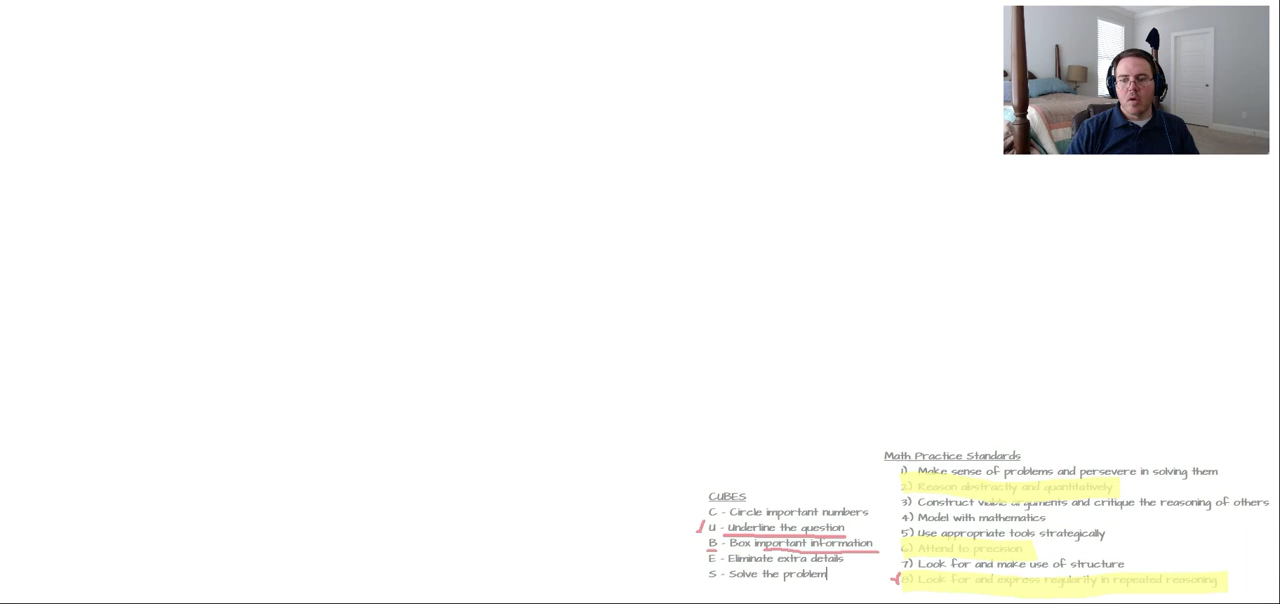 Math Practice Standards
1) Make sense of problems and persevere in solving them
2) Reason abstractly and quantitatively
3) Construct viable arguments and critique the reasoning of others
4) Model with mathematics
5) Use appropriate tools strategically
6) Attend to precision
7) Look for and make use of structure
8) Look for and express regularity in repeated reasoning
CUBES
C - Circle important numbers
U - Underline the question
B - Box important information
E - Eliminate extra details
S - Solve the problem